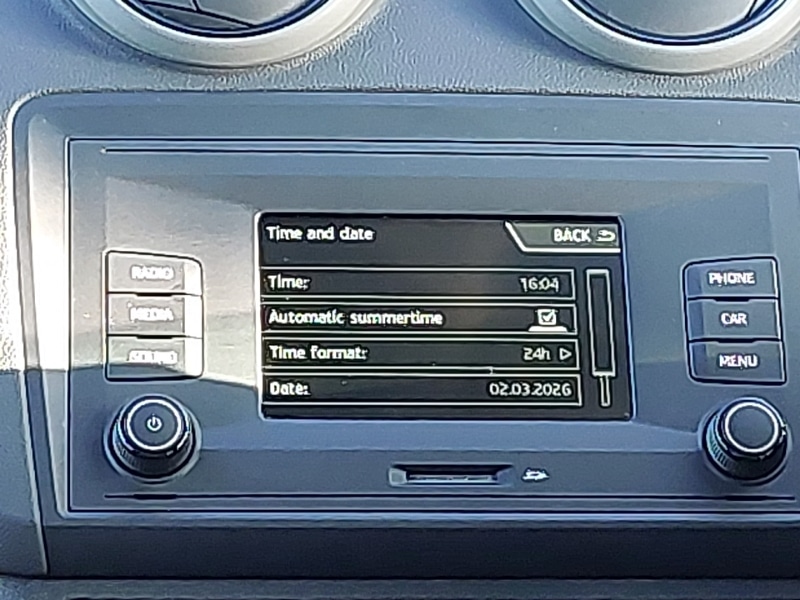 Time and date
BACK
RADIO
Time: 16:04
PHONE
MEDIA
Automatic summertime
CAR
SOUND
Time format: 24h
MENU
Date: 02.03.2026